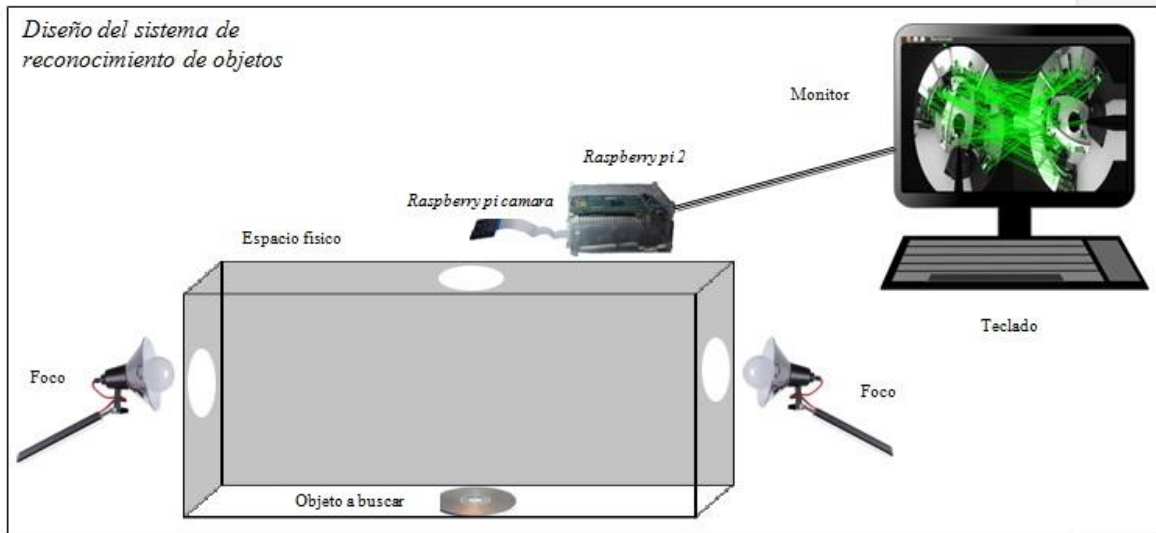 Diseño del sistema de
reconocimiento de objetos
Monitor
Raspberry pi 2
Raspberry pi camara
Espacio fisico
Teclado
Foco
Foco
Objeto a buscar